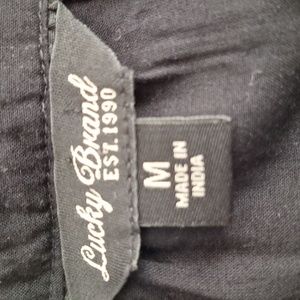 Lucky Brand
EST. 1990
M
MADE IN
INDIA